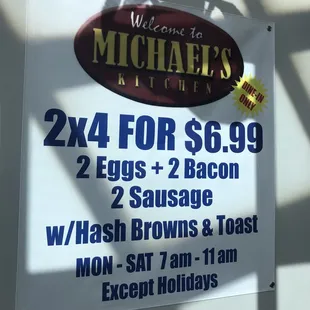 Welcome to
MICHAEL'S
KITCHEN
DINE-IN
ONLY
2x4 FOR $6.99
2 Eggs + 2 Bacon
2 Sausage
w/Hash Browns & Toast
MON - SAT 7 am - 11 am
Except Holidays